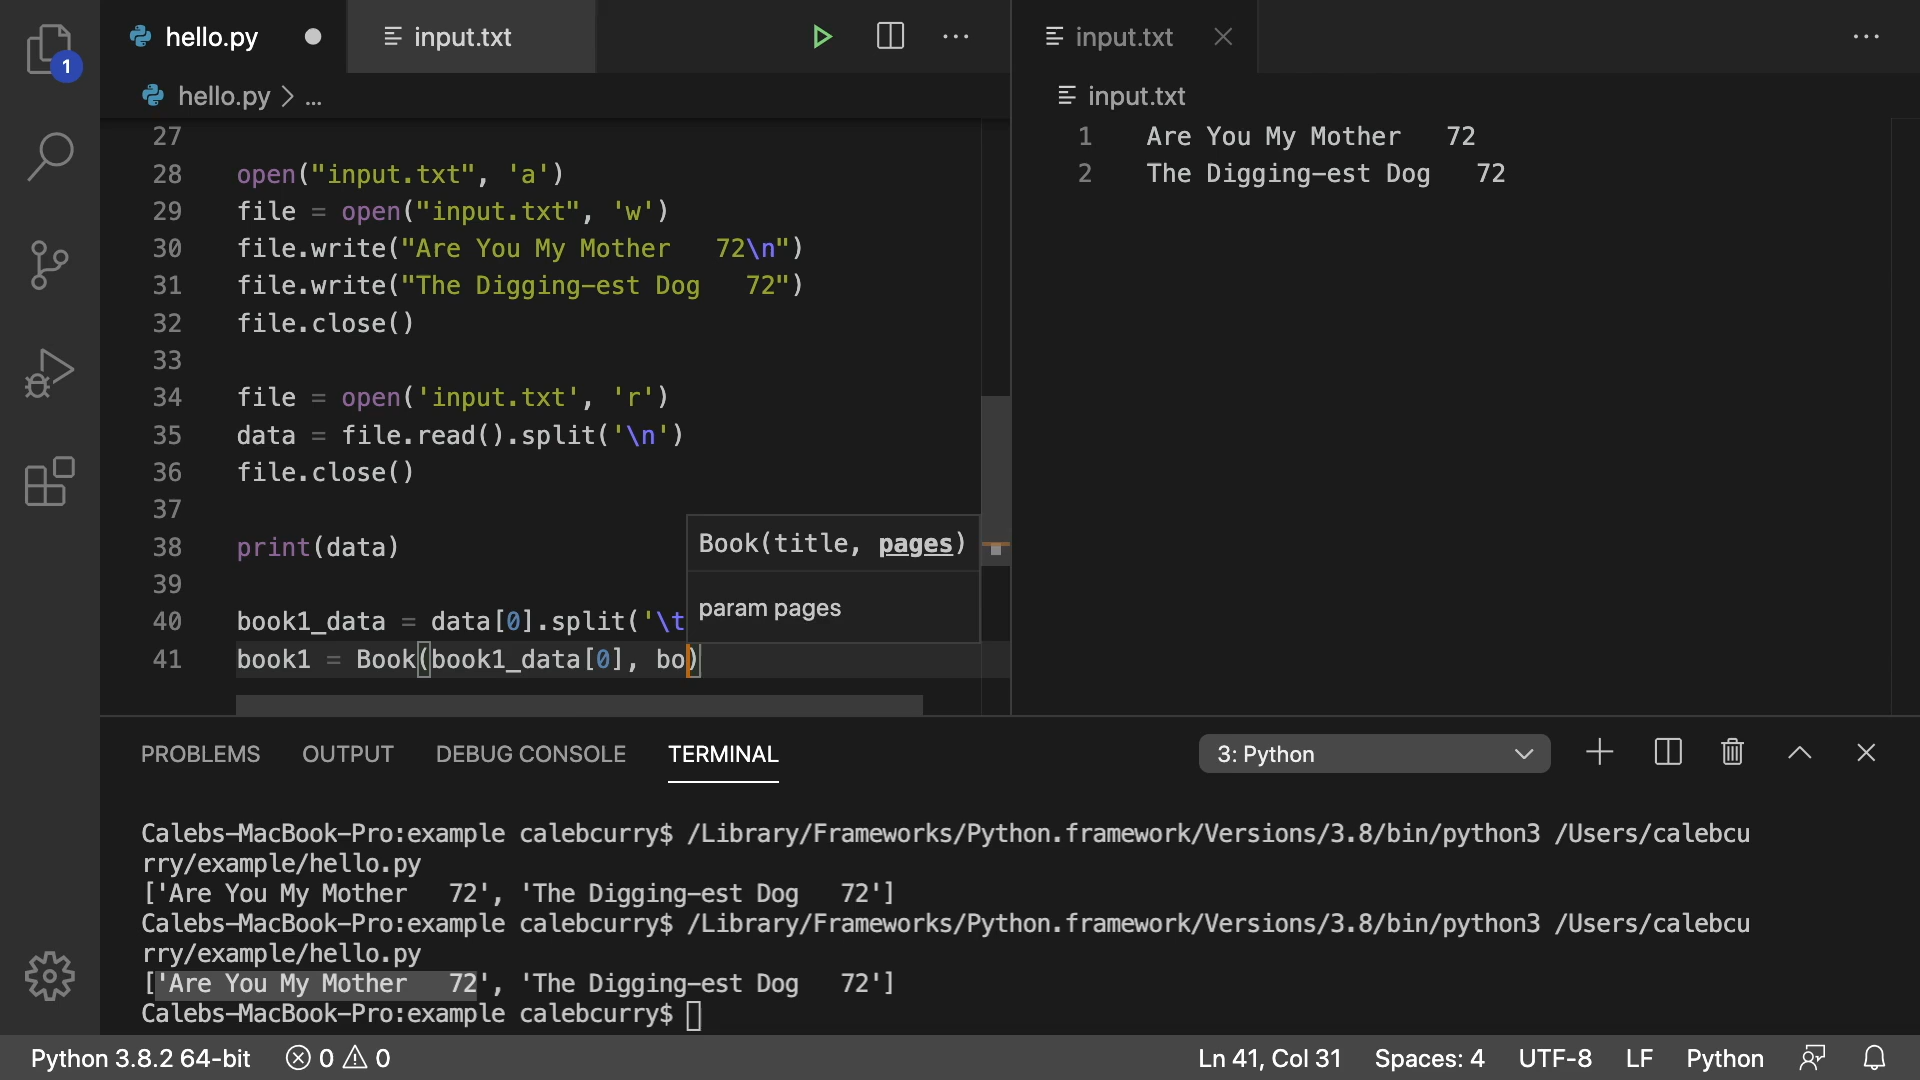 hello.py
input.txt
input.txt
1
hello.py > ...
input.txt
27
28 open("input.txt", 'a')
29 file = open("input.txt", 'w')
30 file.write("Are You My Mother   72\n")
31 file.write("The Digging-est Dog   72")
32 file.close()
33
34 file = open('input.txt', 'r')
35 data = file.read().split('\n')
36 file.close()
37
38 print(data)
39
40 book1_data = data[0].split('\t
41 book1 = Book(book1_data[0], bo)
Book(title, pages)
param pages
1 Are You My Mother   72
2 The Digging-est Dog   72
PROBLEMS OUTPUT DEBUG CONSOLE TERMINAL 3: Python
Calebs-MacBook-Pro:example calebcurry$ /Library/Frameworks/Python.framework/Versions/3.8/bin/python3 /Users/calebcu
rry/example/hello.py
['Are You My Mother   72', 'The Digging-est Dog   72']
Calebs-MacBook-Pro:example calebcurry$ /Library/Frameworks/Python.framework/Versions/3.8/bin/python3 /Users/calebcu
rry/example/hello.py
['Are You My Mother   72', 'The Digging-est Dog   72']
Calebs-MacBook-Pro:example calebcurry$
Python 3.8.2 64-bit 0 0 Ln 41, Col 31 Spaces: 4 UTF-8 LF Python